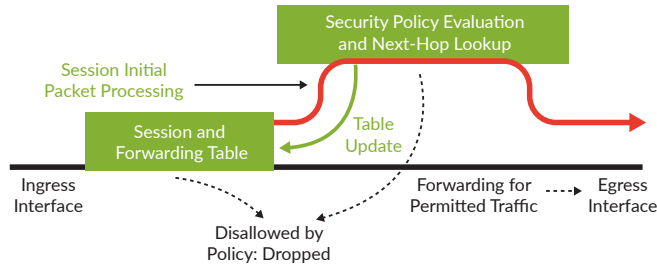 Security Policy Evaluation
and Next-Hop Lookup
Session Initial
Packet Processing
Session and
Forwarding Table
Table
Update
Ingress
Interface
Forwarding for
Permitted Traffic
Egress
Interface
Disallowed by
Policy: Dropped